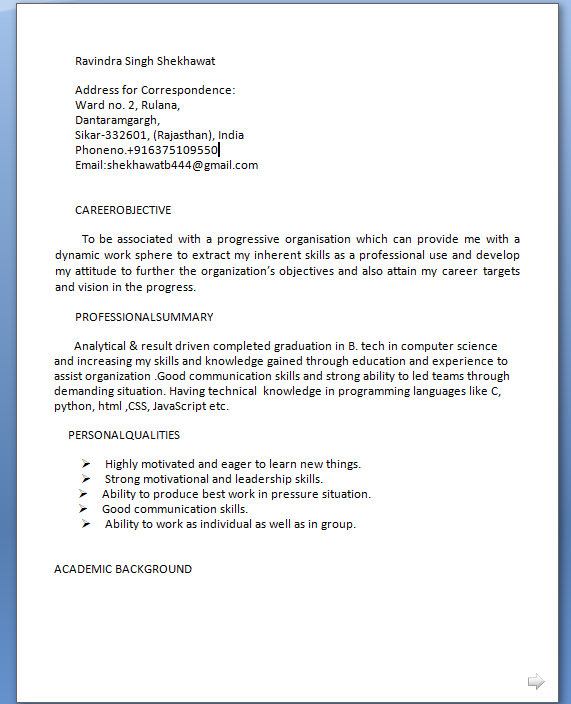 Ravindra Singh Shekhawat
Address for Correspondence:
Ward no. 2, Rulana,
Dantaramgargh,
Sikar-332601, (Rajasthan), India
Phoneno.+916375109550
Email:shekhawatb444@gmail.com
CAREEROBJECTIVE
To be associated with a progressive organisation which can provide me with a
dynamic work sphere to extract my inherent skills as a professional use and develop
my attitude to further the organization’s objectives and also attain my career targets
and vision in the progress.
PROFESSIONALSUMMARY
Analytical & result driven completed graduation in B. tech in computer science
and increasing my skills and knowledge gained through education and experience to
assist organization .Good communication skills and strong ability to led teams through
demanding situation. Having technical  knowledge in programming languages like C,
python, html ,CSS, JavaScript etc.
PERSONALQUALITIES
➢ Highly motivated and eager to learn new things.
➢ Strong motivational and leadership skills.
➢ Ability to produce best work in pressure situation.
➢ Good communication skills.
➢ Ability to work as individual as well as in group.
ACADEMIC BACKGROUND